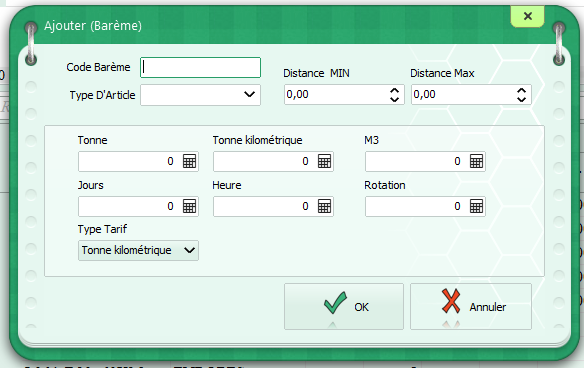 Ajouter (Barème)
Code Barème
Type D'Article
Distance MIN
Distance Max
0,00
0,00
Tonne
Tonne kilométrique
M3
0
0
0
Jours
Heure
Rotation
0
0
0
Type Tarif
Tonne kilométrique
OK
Annuler